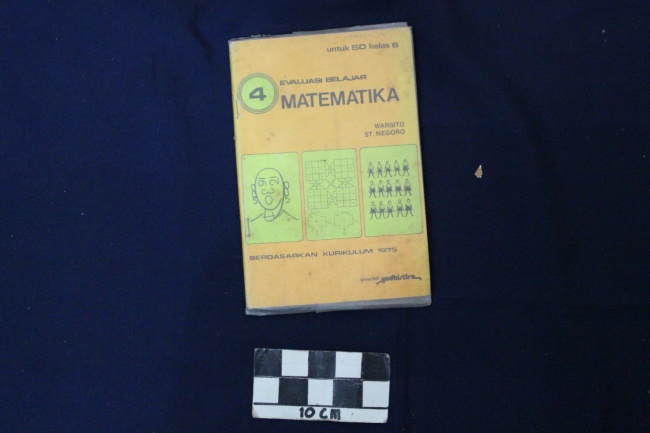 untuk SD kelas 6
4
EVALUASI BELAJAR
MATEMATIKA
WARSITO
ST. NEGORO
BERDASARKAN KURIKULUM 1975
yudhistira
10 CM